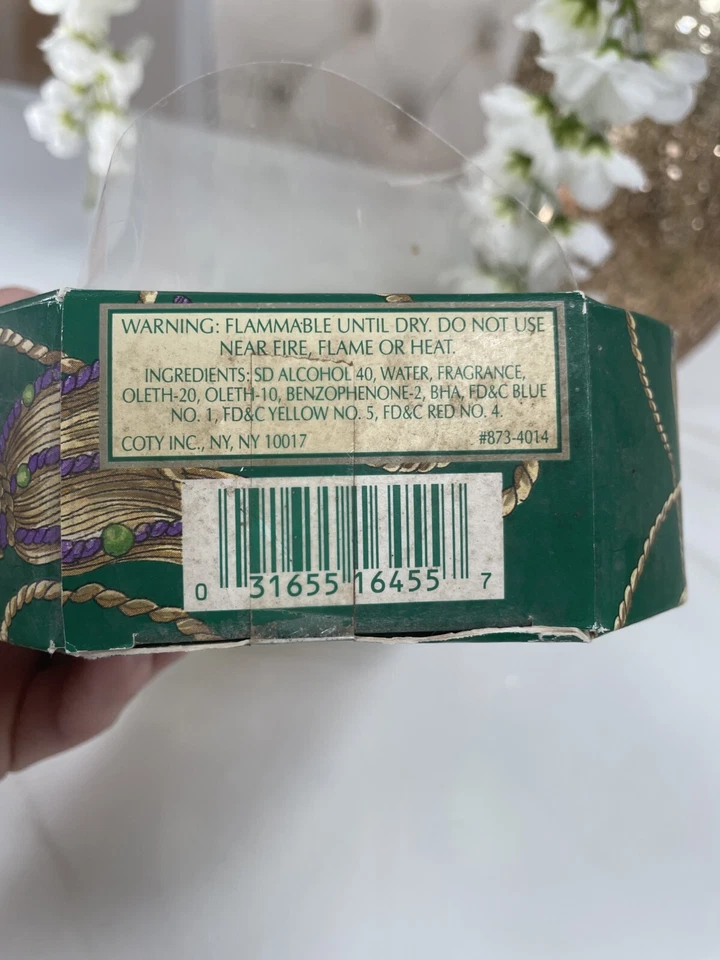 WARNING: FLAMMABLE UNTIL DRY. DO NOT USE
NEAR FIRE, FLAME OR HEAT.
INGREDIENTS: SD ALCOHOL 40, WATER, FRAGRANCE,
OLETH-20, OLETH-10, BENZOPHENONE-2, BHA, FD&C BLUE
NO. 1, FD&C YELLOW NO. 5, FD&C RED NO. 4.
COTY INC., NY, NY 10017 #873-4014
0 31655 16455 7